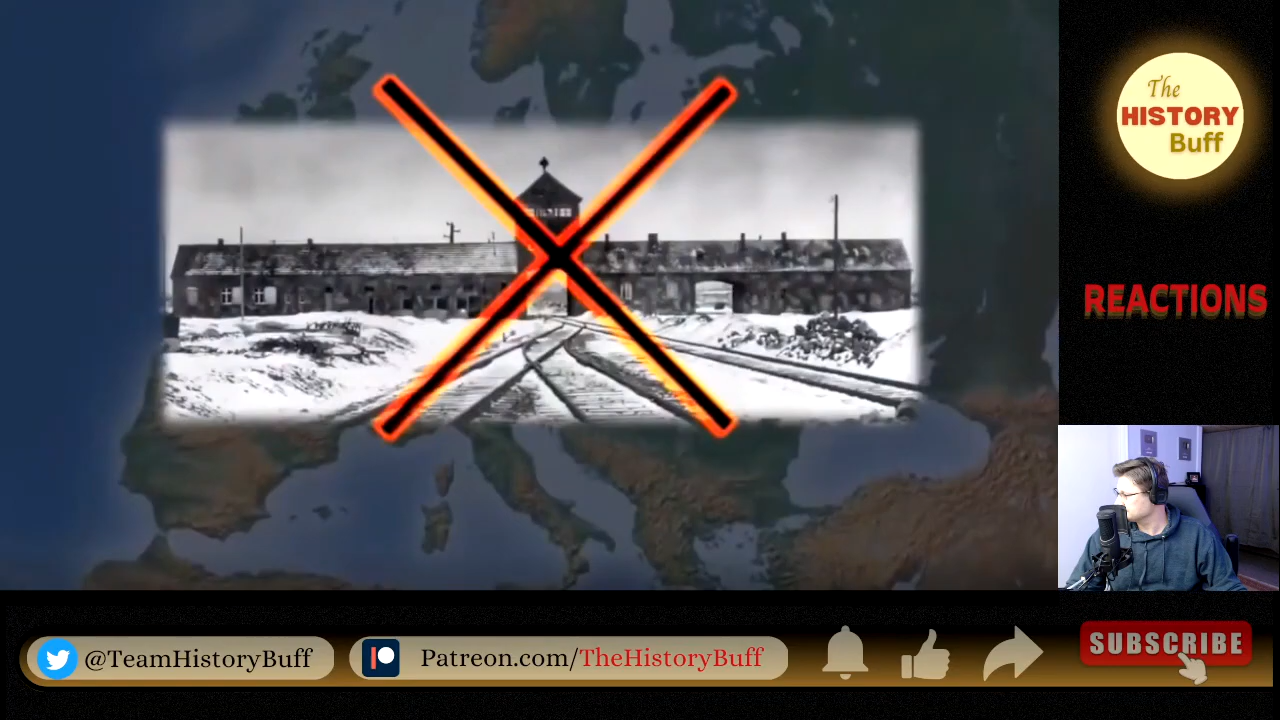 The
HISTORY
Buff
REACTIONS
@TeamHistoryBuff
Patreon.com/TheHistoryBuff
SUBSCRIBE